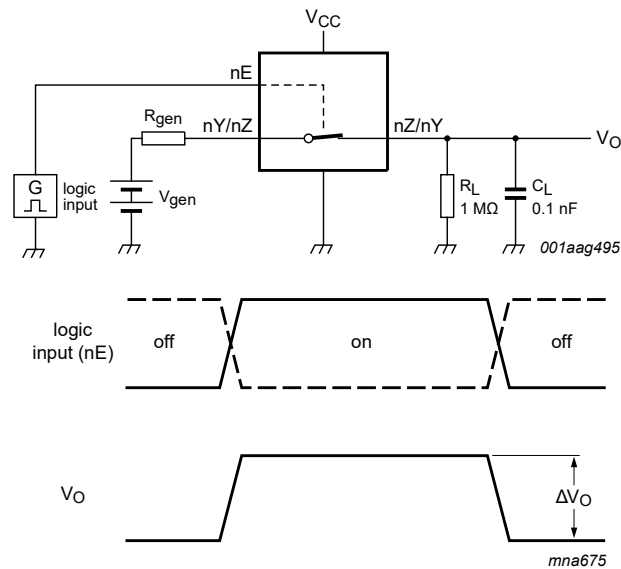 VCC
nE
Rgen
nY/nZ
nZ/nY
VO
G
logic
input
Vgen
RL
1 MΩ
CL
0.1 nF
001aag495
logic
input (nE)
off
on
off
VO
ΔVO
mna675